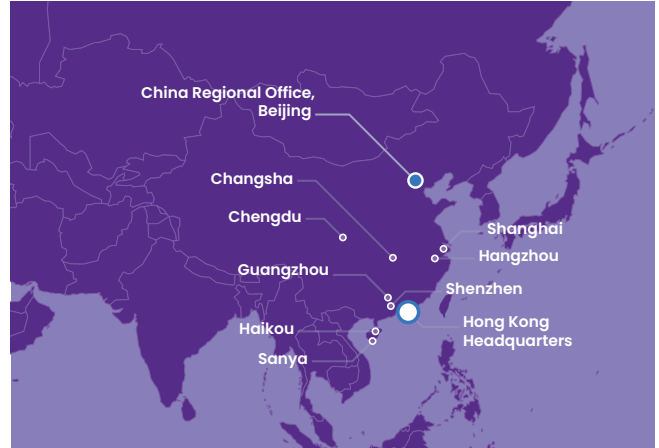 China Regional Office,
Beijing
Changsha
Chengdu
Shanghai
Hangzhou
Guangzhou
Shenzhen
Haikou
Hong Kong
Headquarters
Sanya